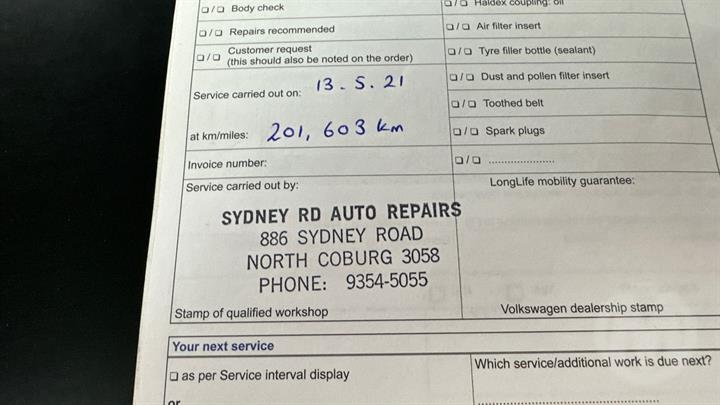 ❏ / ❏ Body check
❏ / ❏ Haldex coupling: oil
❏ / ❏ Repairs recommended
❏ / ❏ Air filter insert
❏ / ❏ Customer request
(this should also be noted on the order)
❏ / ❏ Tyre filler bottle (sealant)
Service carried out on: 13 - 5. 21
❏ / ❏ Dust and pollen filter insert
❏ / ❏ Toothed belt
at km/miles: 201, 603 km
❏ / ❏ Spark plugs
Invoice number:
❏ / ❏ .....................
Service carried out by:
LongLife mobility guarantee:
SYDNEY RD AUTO REPAIRS
886 SYDNEY ROAD
NORTH COBURG 3058
PHONE: 9354-5055
Stamp of qualified workshop
Volkswagen dealership stamp
Your next service
❏ as per Service interval display
Which service/additional work is due next?
or